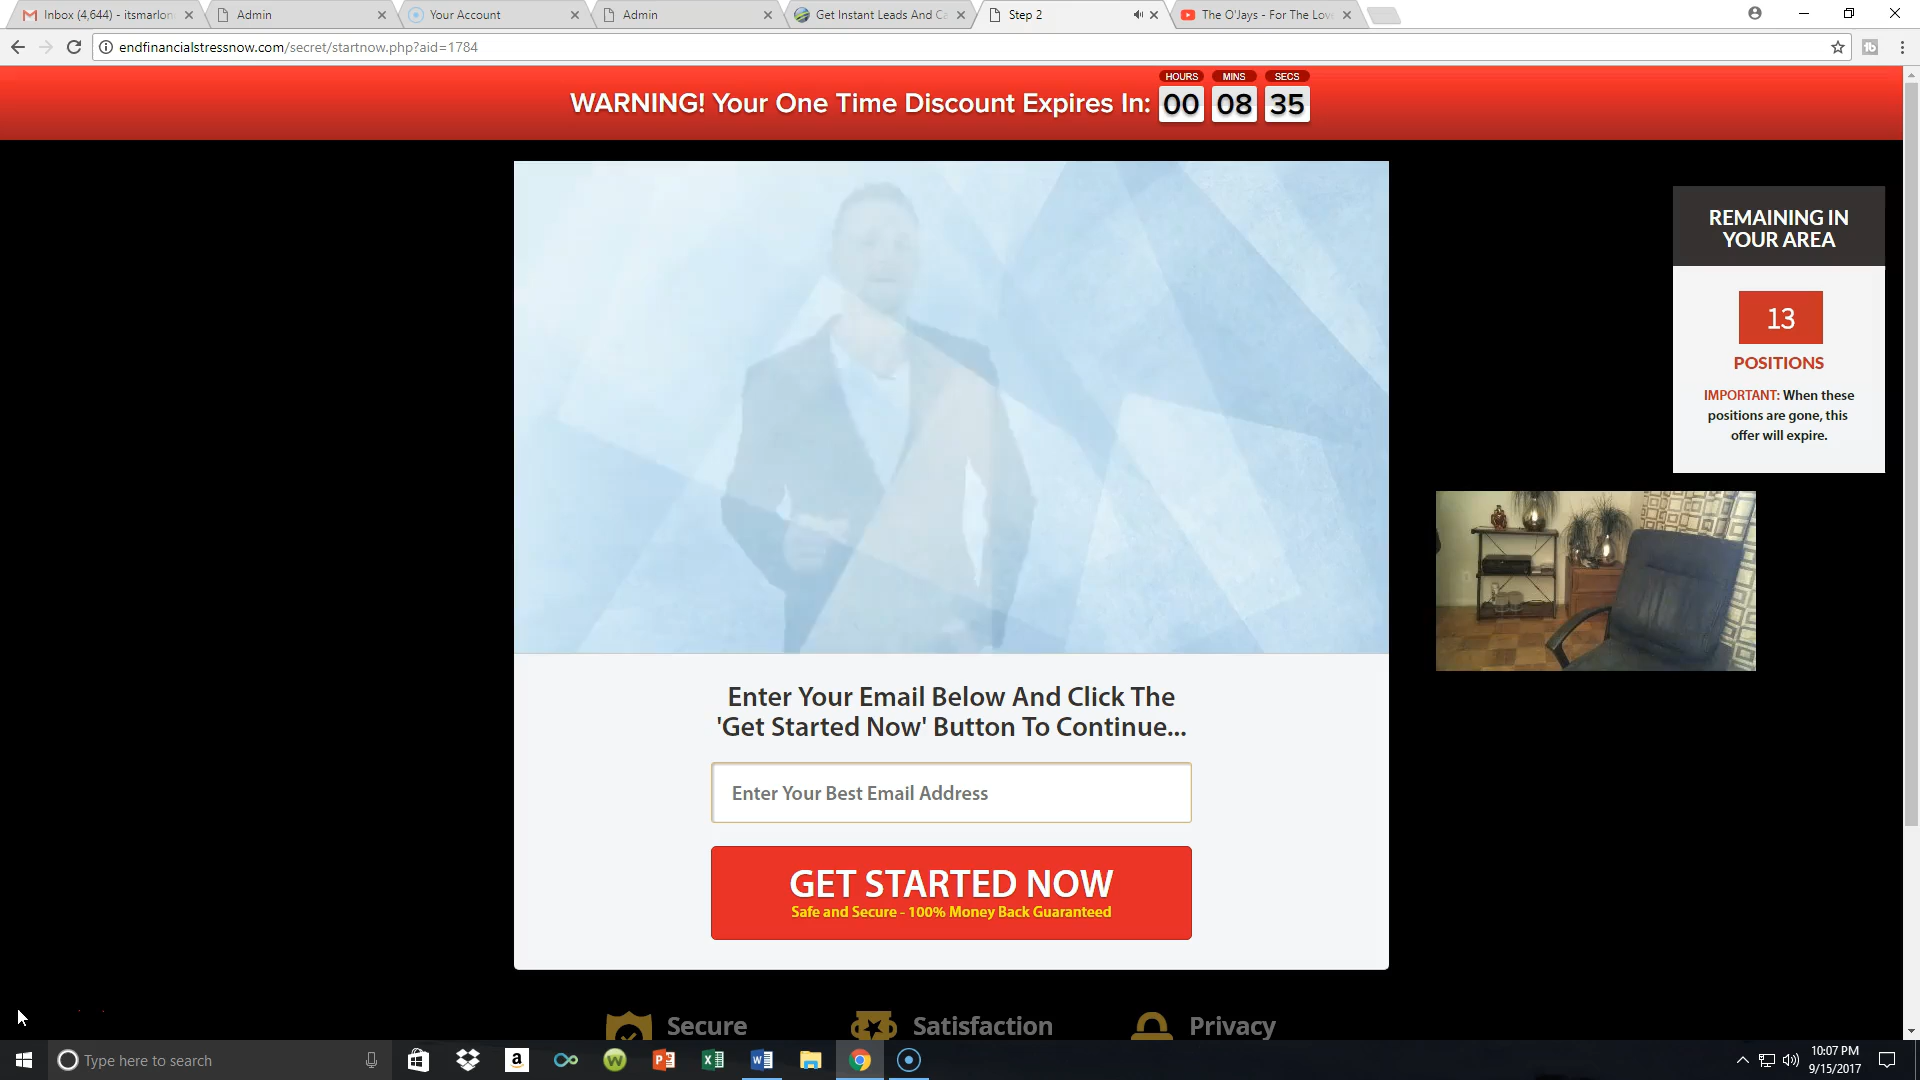 Inbox (4,644) - itsmarlon
Admin
Your Account
Admin
Get Instant Leads And Ca
Step 2
The O'Jays - For The Lov
endfinancialstressnow.com/secret/startnow.php?aid=1784
WARNING! Your One Time Discount Expires In:
HOURS MINS SECS
00 08 35
REMAINING IN
YOUR AREA
13
POSITIONS
IMPORTANT: When these
positions are gone, this
offer will expire.
Enter Your Email Below And Click The
'Get Started Now' Button To Continue...
Enter Your Best Email Address
GET STARTED NOW
Safe and Secure - 100% Money Back Guaranteed
Secure
Satisfaction
Privacy
Type here to search
10:07 PM
9/15/2017